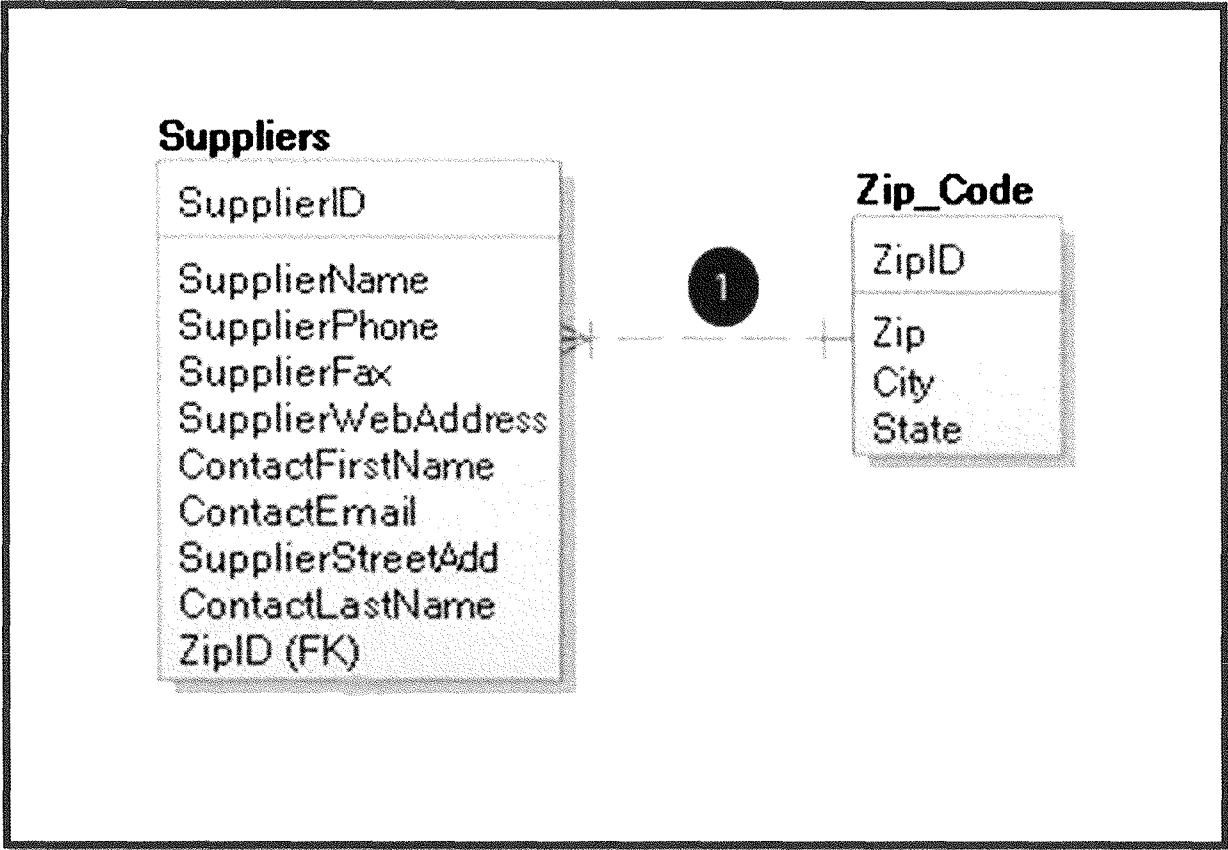 Suppliers
SupplierID
SupplierName
SupplierPhone
SupplierFax
SupplierWebAddress
ContactFirstName
ContactEmail
SupplierStreetAdd
ContactLastName
ZipID (FK)
1
Zip_Code
ZipID
Zip
City
State